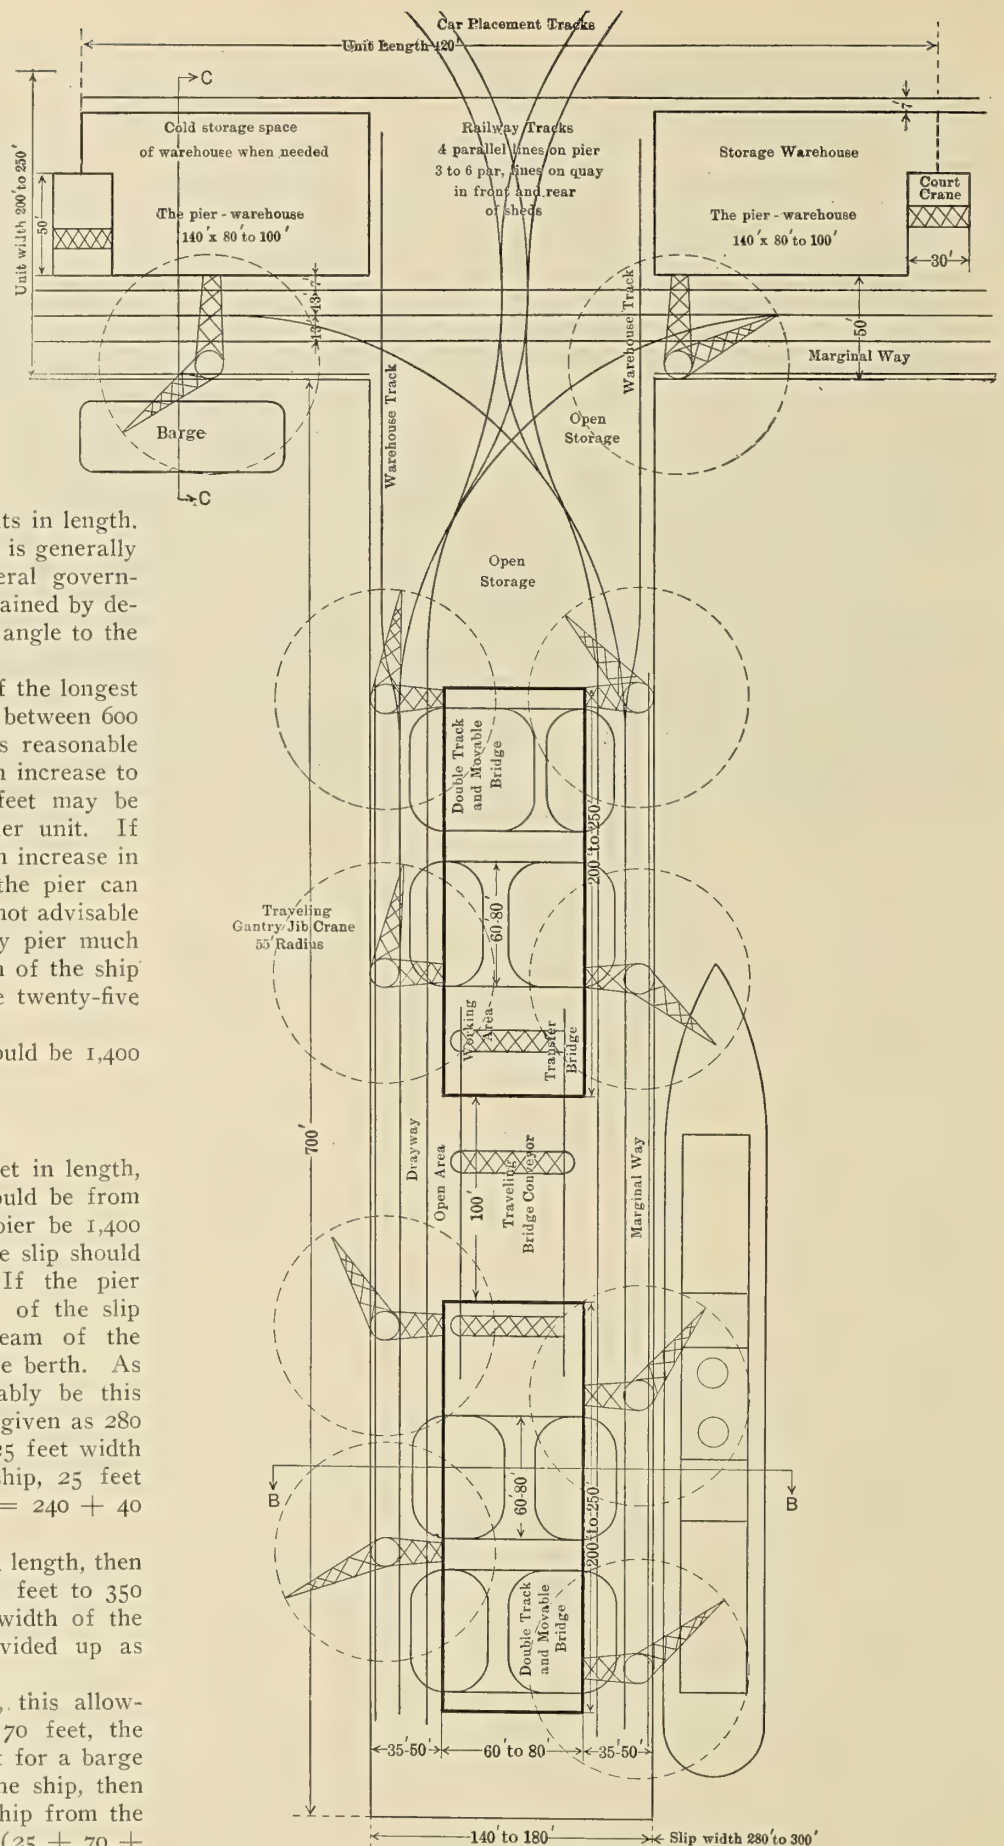 Car Placement Tracks
Unit Length 420'
C
7'
Cold storage space
of warehouse when needed
Railway Tracks
4 parallel lines on pier
3 to 6 par. lines on quay
in front and rear
of sheds
Storage Warehouse
Court
Crane
Unit width 200' to 250'
50'
The pier - warehouse
140' x 80' to 100'
The pier - warehouse
140' x 80' to 100'
30'
13' 13' 7'
Warehouse Track
50'
Marginal Way
Warehouse Track
Open
Storage
Barge
C
Open
Storage
ts in length.
is generally
eral govern-
ained by de-
angle to the
f the longest
between 600
s reasonable
n increase to
feet may be
er unit. If
n increase in
the pier can
not advisable
y pier much
n of the ship
e twenty-five
ould be 1,400
et in length,
ould be from
pier be 1,400
e slip should
If the pier
of the slip
eam of the
e berth. As
ably be this
given as 280
25 feet width
ship, 25 feet
= 240 + 40
n length, then
feet to 350
width of the
vided up as
, this allow-
70 feet, the
t for a barge
ne ship, then
hip from the
(25 + 70 +
Double Track
and Movable
Bridge
200' to 250'
Traveling
Gantry Jib Crane
55' Radius
60'-80'
Working
Area
Transfer
Bridge
700'
Drayway
Open Area
100'
Traveling
Bridge Conveyor
Marginal Way
B
60'-80'
200' to 250'
B
Double Track
and Movable
Bridge
35'-50'
60' to 80'
35'-50'
140' to 180'
Slip width 280' to 300'